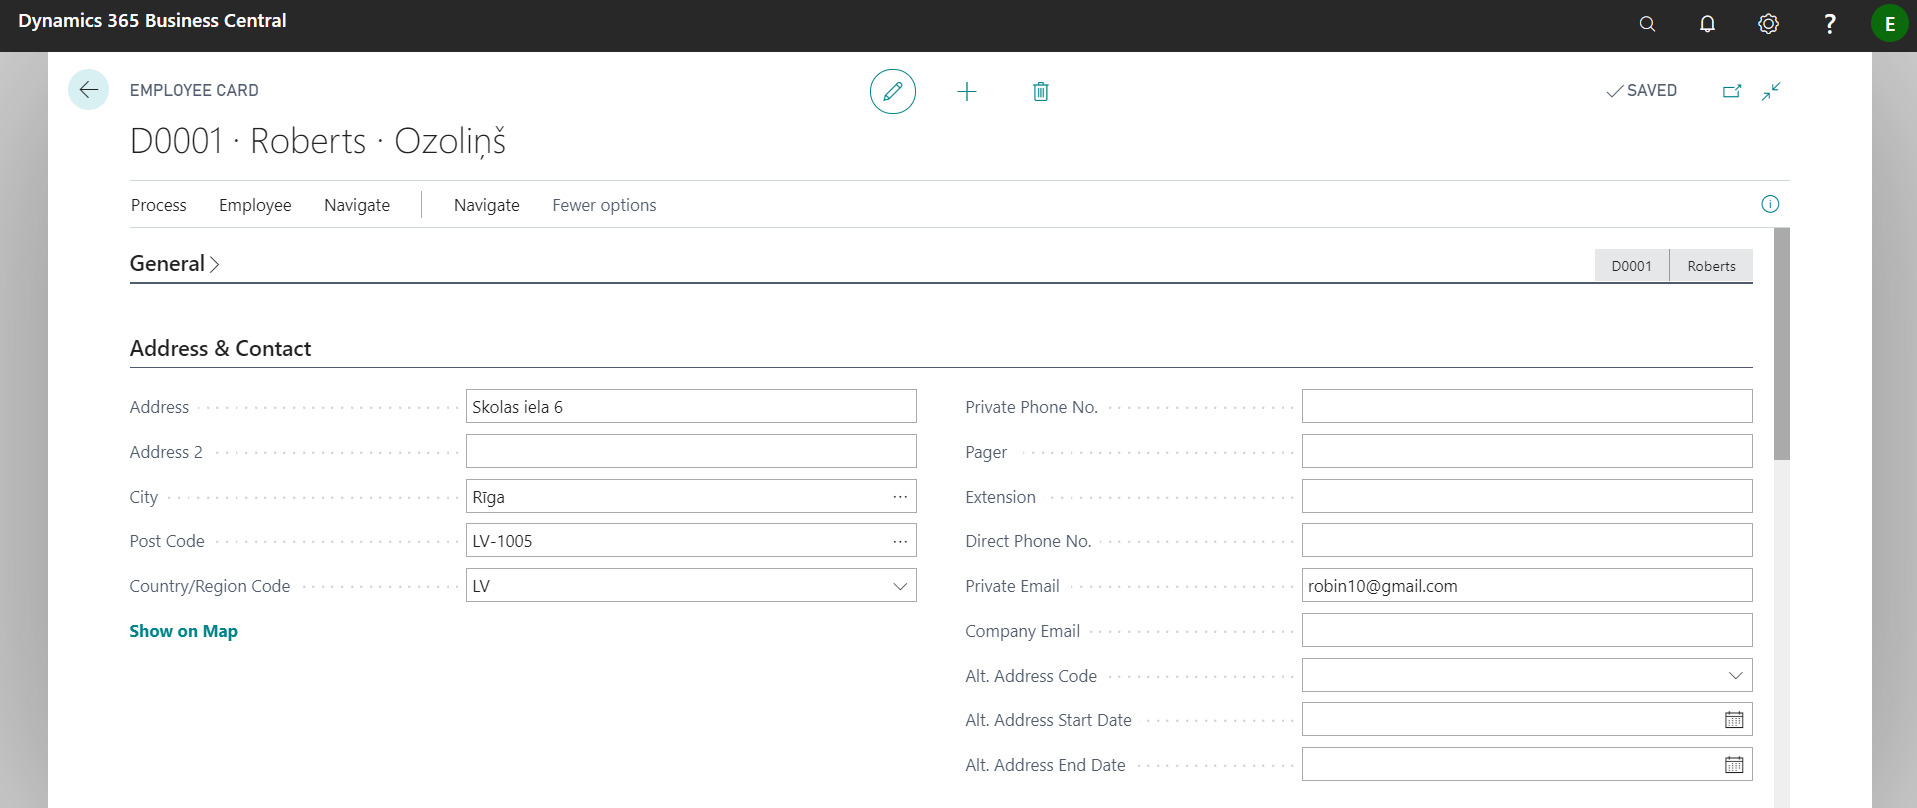 Dynamics 365 Business Central
? E
EMPLOYEE CARD
SAVED
D0001 · Roberts · Ozoliņš
Process Employee Navigate Navigate Fewer options
General
D0001 Roberts
Address & Contact
Address Skolas iela 6
Private Phone No.
Address 2
Pager
City Rīga ···
Extension
Post Code LV-1005 ···
Direct Phone No.
Country/Region Code LV
Private Email robin10@gmail.com
Show on Map
Company Email
Alt. Address Code
Alt. Address Start Date
Alt. Address End Date